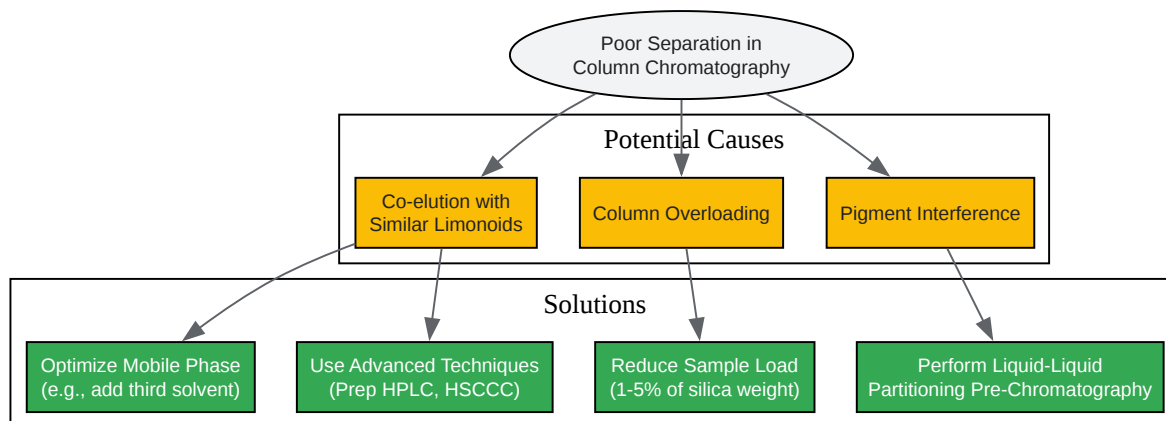 Poor Separation in
Column Chromatography
Potential Causes
Co-elution with
Similar Limonoids
Column Overloading
Pigment Interference
Solutions
Optimize Mobile Phase
(e.g., add third solvent)
Use Advanced Techniques
(Prep HPLC, HSCCC)
Reduce Sample Load
(1-5% of silica weight)
Perform Liquid-Liquid
Partitioning Pre-Chromatography